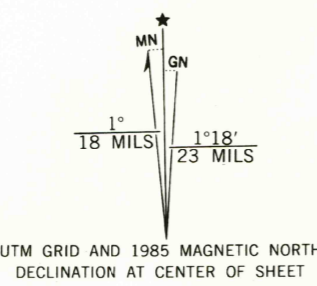 ★
MN
GN
1°
18 MILS
1°18′
23 MILS
UTM GRID AND 1985 MAGNETIC NORTH
DECLINATION AT CENTER OF SHEET